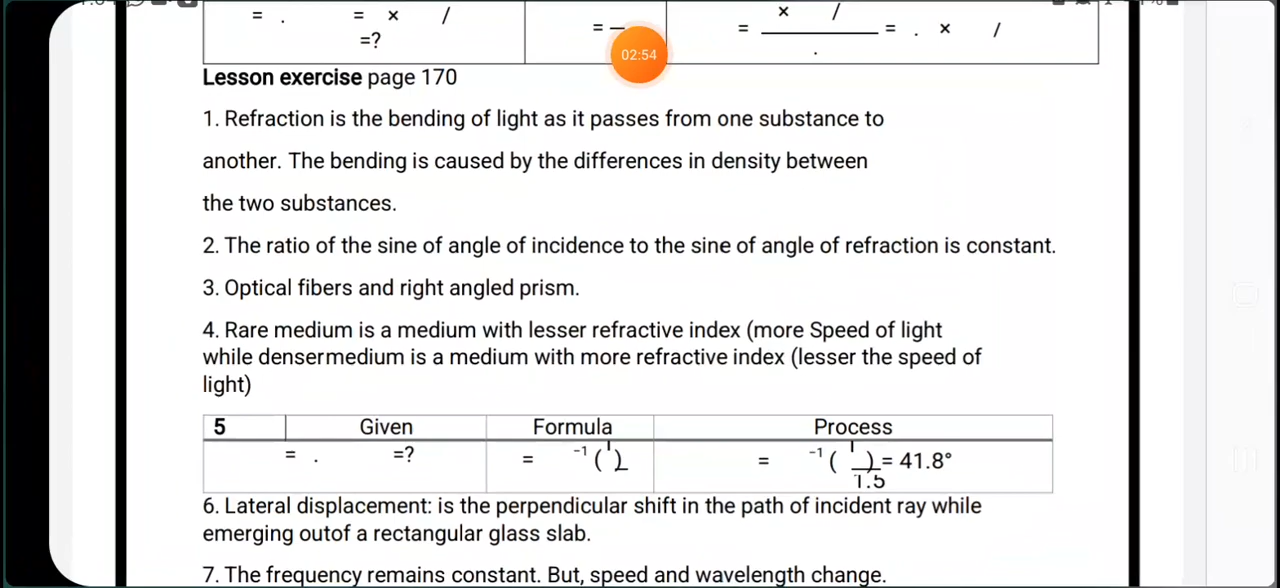 = . = × / =?
= —
= × / . = . × /
02:54
Lesson exercise page 170
1. Refraction is the bending of light as it passes from one substance to
another. The bending is caused by the differences in density between
the two substances.
2. The ratio of the sine of angle of incidence to the sine of angle of refraction is constant.
3. Optical fibers and right angled prism.
4. Rare medium is a medium with lesser refractive index (more Speed of light
while densermedium is a medium with more refractive index (lesser the speed of
light)
5 Given Formula Process
= . =? = ⁻¹ ( 1 ) = ⁻¹ ( 1 / 1.5 ) = 41.8°
6. Lateral displacement: is the perpendicular shift in the path of incident ray while
emerging outof a rectangular glass slab.
7. The frequency remains constant. But, speed and wavelength change.